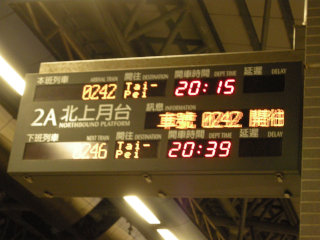 本班列車 ARRIVAL TRAIN 開往 DESTINATION 開車時間 DEPT TIME 延遲 DELAY
0242 Tai-Pei 20:15
2A 北上月台 NORTHBOUND PLATFORM 訊息 INFORMATION
車號 0242 開往
下班列車 NEXT TRAIN 開往 DESTINATION 開車時間 DEPT TIME 延遲 DELAY
0246 Tai-Pei 20:39